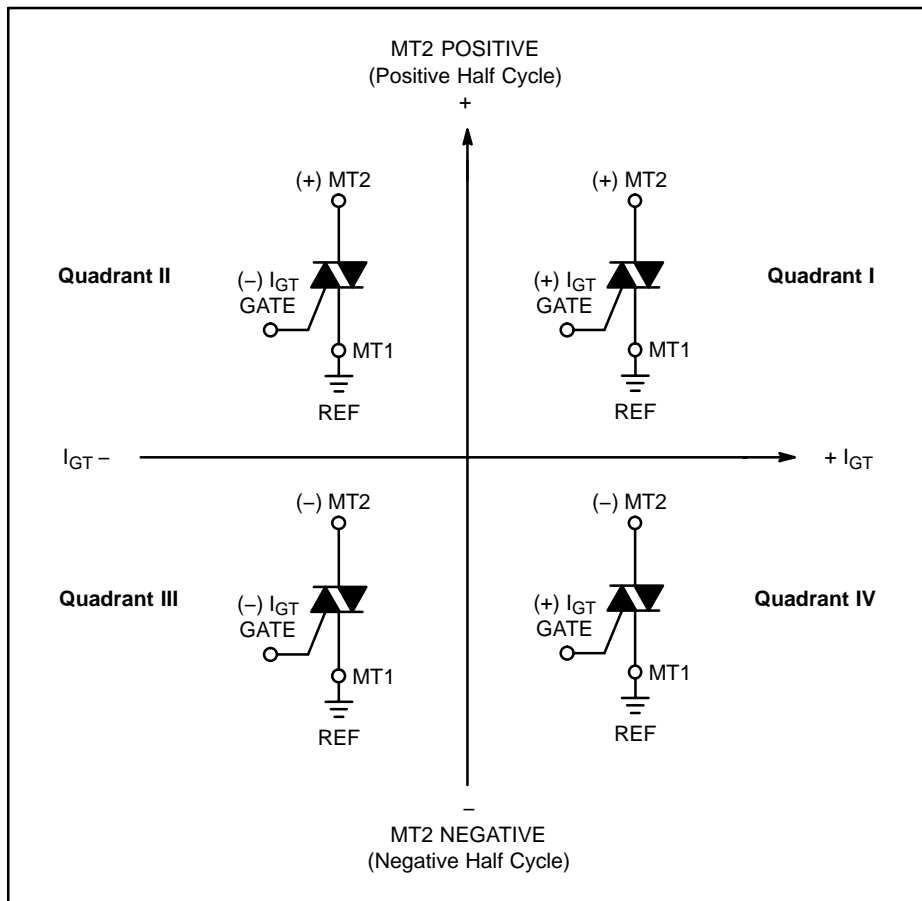 MT2 POSITIVE
(Positive Half Cycle)
+
(+) MT2
(+) MT2
Quadrant II
(–) IGT
GATE
(+) IGT
GATE
Quadrant I
MT1
MT1
REF
REF
IGT –
+ IGT
(–) MT2
(–) MT2
Quadrant III
(–) IGT
GATE
(+) IGT
GATE
Quadrant IV
MT1
MT1
REF
REF
–
MT2 NEGATIVE
(Negative Half Cycle)